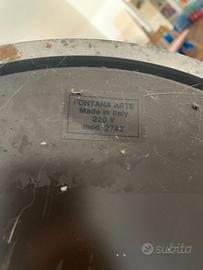 FONTANA ARTE
Made in Italy
220 V
mod. 2782
subito